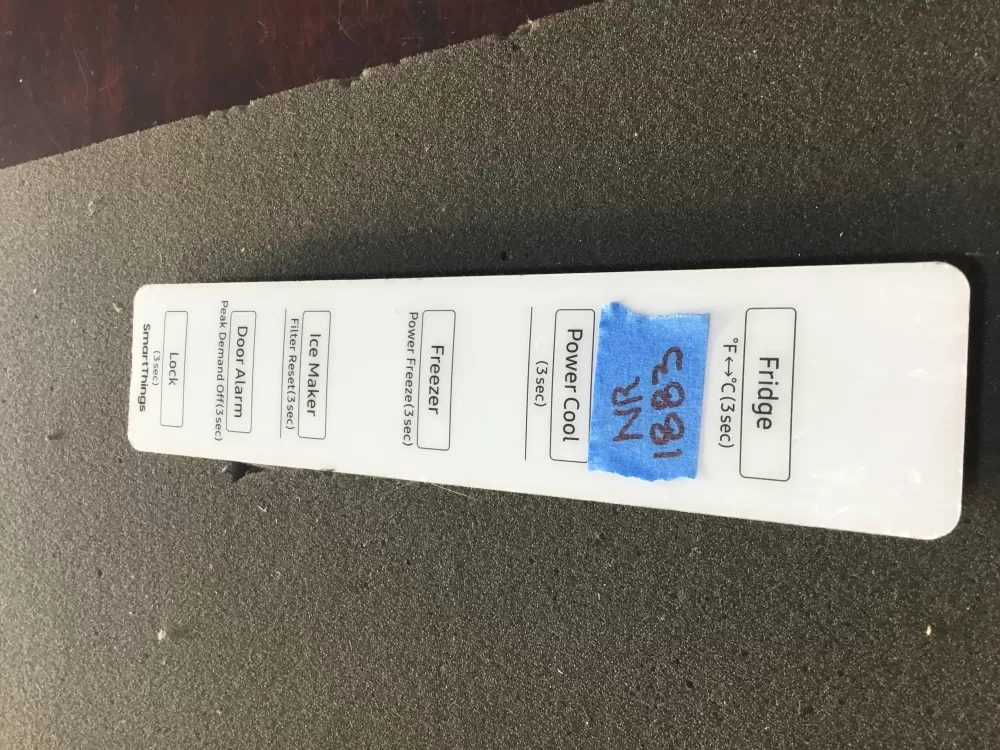 Fridge
°F↔°C(3sec)
18883
NR
Power Cool
(3sec)
Freezer
Power Freeze(3sec)
Ice Maker
Filter Reset(3sec)
Door Alarm
Peak Demand Off(3sec)
Lock
(3sec)
SmartThings